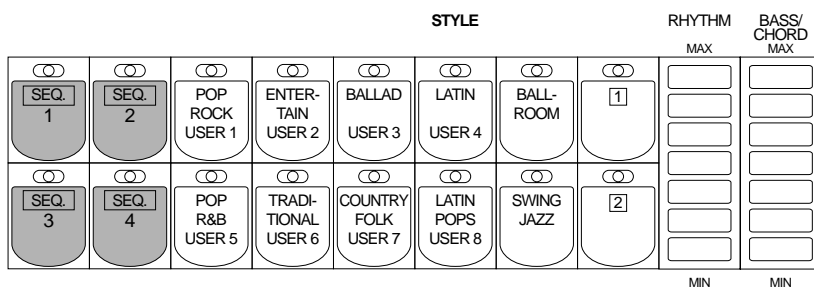 STYLE
RHYTHM
BASS/
CHORD
MAX
MAX
SEQ.
1
SEQ.
2
POP
ROCK
USER 1
ENTER-
TAIN
USER 2
BALLAD
USER 3
LATIN
USER 4
BALL-
ROOM
1
SEQ.
3
SEQ.
4
POP
R&B
USER 5
TRADI-
TIONAL
USER 6
COUNTRY
FOLK
USER 7
LATIN
POPS
USER 8
SWING
JAZZ
2
MIN
MIN